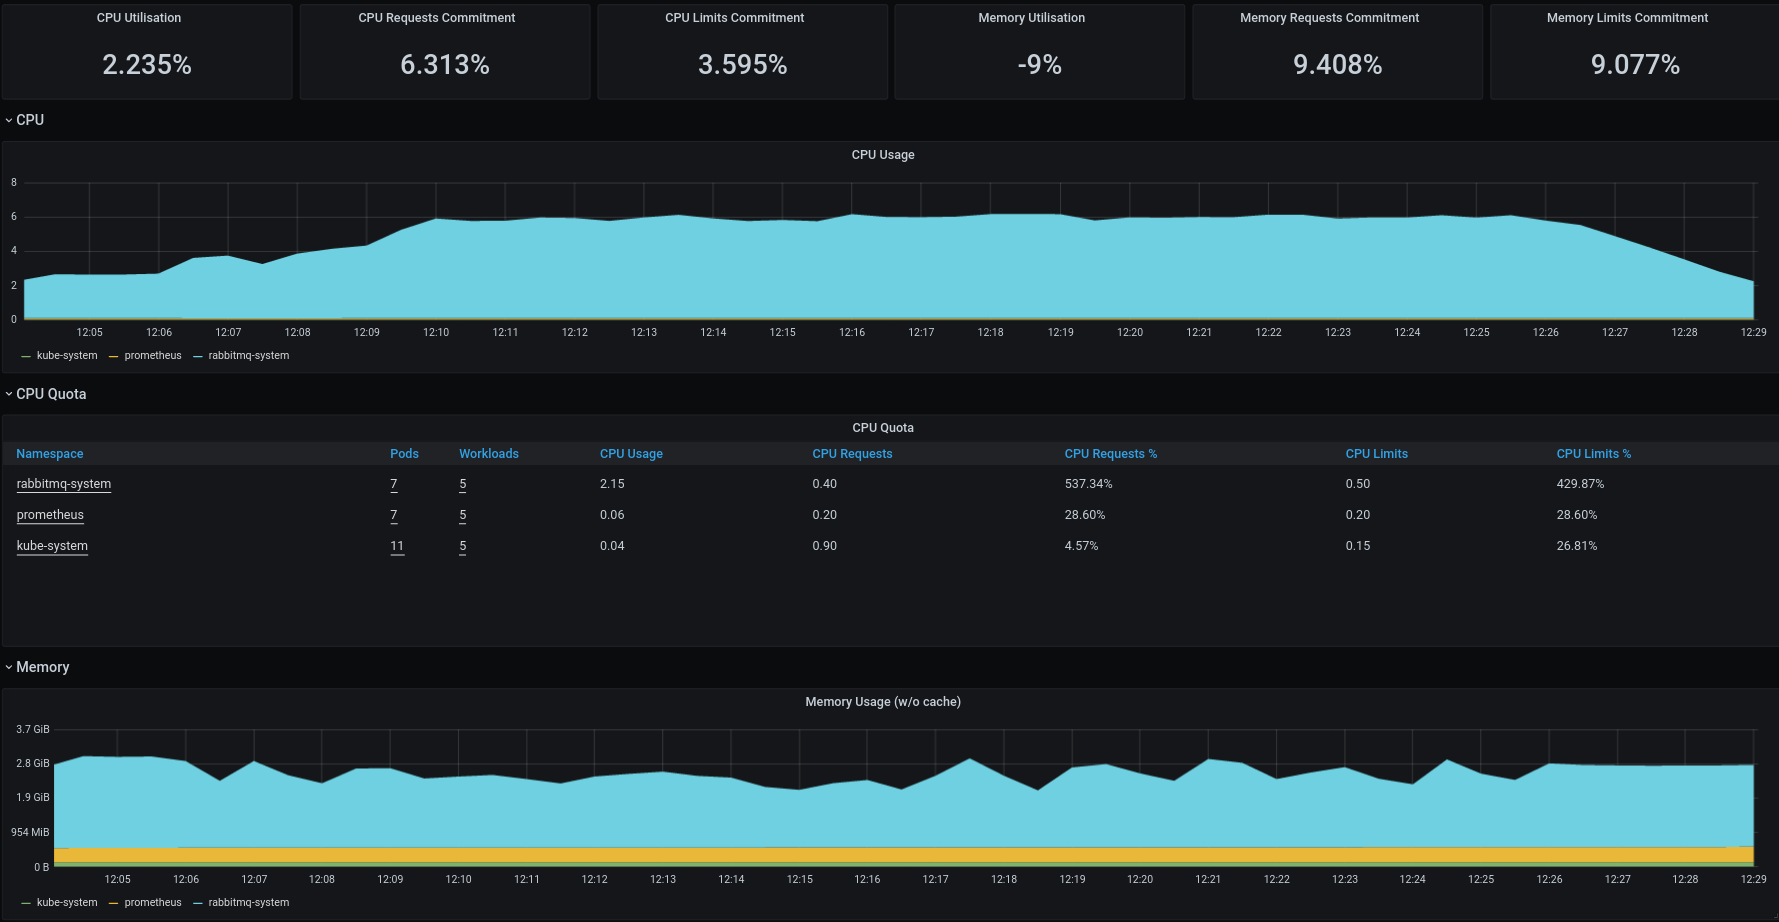 CPU Utilisation CPU Requests Commitment CPU Limits Commitment Memory Utilisation Memory Requests Commitment Memory Limits Commitment
2.235% 6.313% 3.595% -9% 9.408% 9.077%
CPU
CPU Usage
8
6
4
2
0
12:05 12:06 12:07 12:08 12:09 12:10 12:11 12:12 12:13 12:14 12:15 12:16 12:17 12:18 12:19 12:20 12:21 12:22 12:23 12:24 12:25 12:26 12:27 12:28 12:29
kube-system prometheus rabbitmq-system
CPU Quota
CPU Quota
Namespace Pods Workloads CPU Usage CPU Requests CPU Requests % CPU Limits CPU Limits %
rabbitmq-system 7 5 2.15 0.40 537.34% 0.50 429.87%
prometheus 7 5 0.06 0.20 28.60% 0.20 28.60%
kube-system 11 5 0.04 0.90 4.57% 0.15 26.81%
Memory
Memory Usage (w/o cache)
3.7 GiB
2.8 GiB
1.9 GiB
954 MiB
0 B
12:05 12:06 12:07 12:08 12:09 12:10 12:11 12:12 12:13 12:14 12:15 12:16 12:17 12:18 12:19 12:20 12:21 12:22 12:23 12:24 12:25 12:26 12:27 12:28 12:29
kube-system prometheus rabbitmq-system